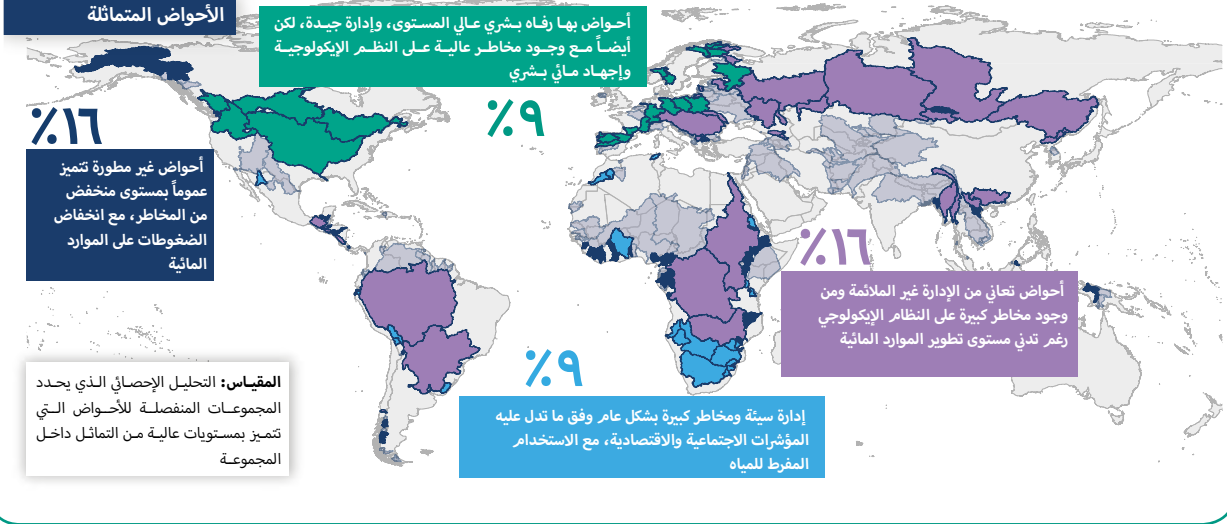 الأحواض المتماثلة
أحواض بها رفاه بشري عالي المستوى، وإدارة جيدة، لكن
أيضاً مع وجود مخاطر عالية على النظم الإيكولوجية
وإجهاد مائي بشري
٪٩
٪١٦
أحواض غير مطورة تتميز
عموماً بمستوى منخفض
من المخاطر، مع انخفاض
الضغوطات على الموارد
المائية
٪١٦
أحواض تعاني من الإدارة غير الملائمة ومن
وجود مخاطر كبيرة على النظام الإيكولوجي
رغم تدني مستوى تطوير الموارد المائية
٪٩
إدارة سيئة ومخاطر كبيرة بشكل عام وفق ما تدل عليه
المؤشرات الاجتماعية والاقتصادية، مع الاستخدام
المفرط للمياه
المقياس: التحليل الإحصائي الذي يحدد
المجموعات المنفصلة للأحواض التي
تتميز بمستويات عالية من التماثل داخل
المجموعة